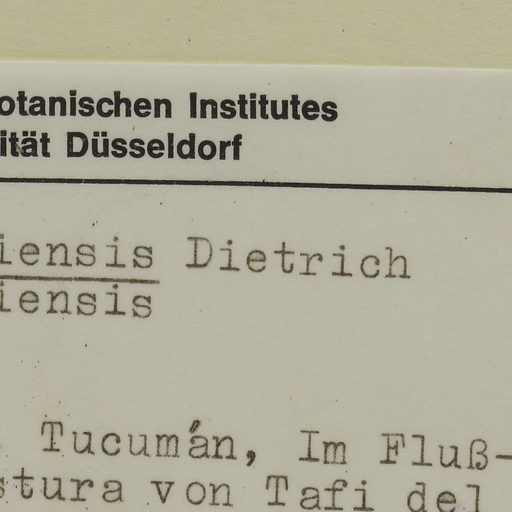 otanischen Institutes
ität Düsseldorf
iensis Dietrich
iensis
Tucumán, Im Fluß-
stura von Tafi del